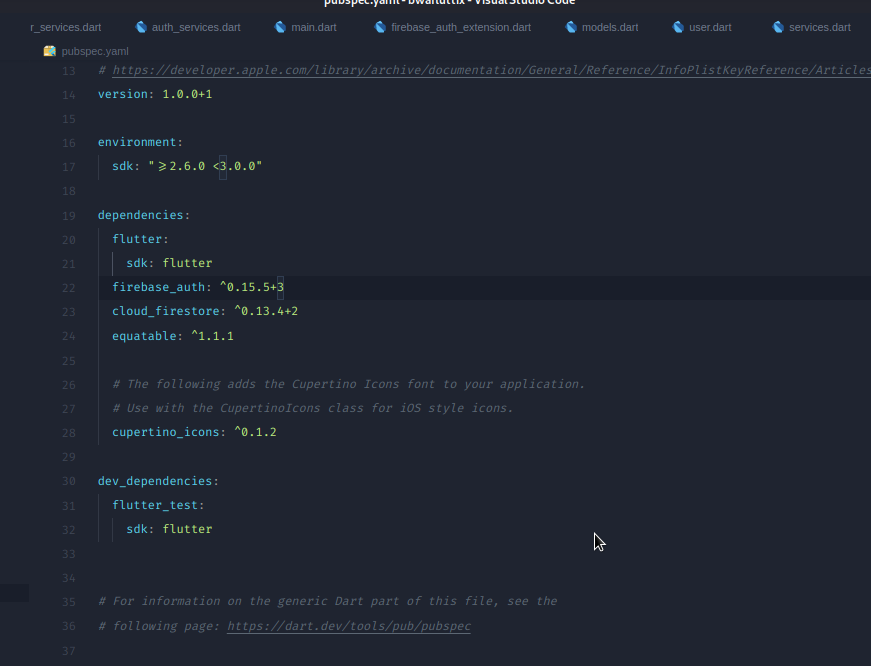 pubspec.yaml - bwaflutflix - Visual Studio Code
r_services.dart auth_services.dart main.dart firebase_auth_extension.dart models.dart user.dart services.dart
pubspec.yaml
13 # https://developer.apple.com/library/archive/documentation/General/Reference/InfoPlistKeyReference/Articles
14 version: 1.0.0+1
15
16 environment:
17 sdk: "≥2.6.0 <3.0.0"
18
19 dependencies:
20 flutter:
21 sdk: flutter
22 firebase_auth: ^0.15.5+3
23 cloud_firestore: ^0.13.4+2
24 equatable: ^1.1.1
25
26 # The following adds the Cupertino Icons font to your application.
27 # Use with the CupertinoIcons class for iOS style icons.
28 cupertino_icons: ^0.1.2
29
30 dev_dependencies:
31 flutter_test:
32 sdk: flutter
33
34
35 # For information on the generic Dart part of this file, see the
36 # following page: https://dart.dev/tools/pub/pubspec
37